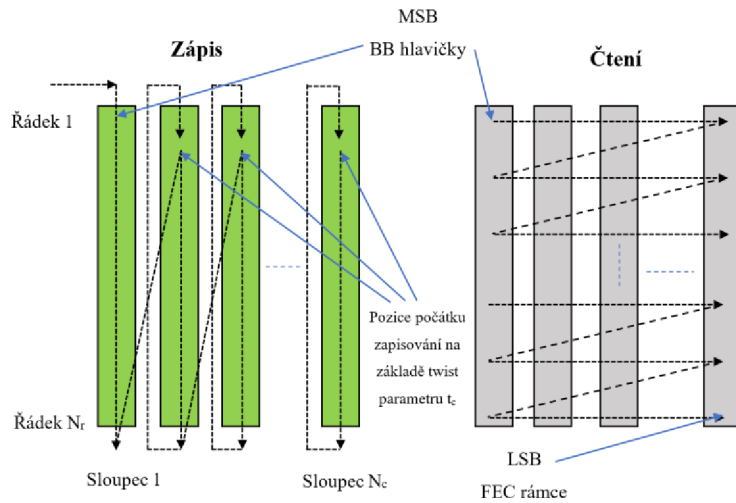 MSB
BB hlavičky
Zápis
Čtení
Řádek 1
Pozice počátku
zapisování na
základě twist
parametru tc
Řádek Nr
Sloupec 1
Sloupec Nc
LSB
FEC rámce